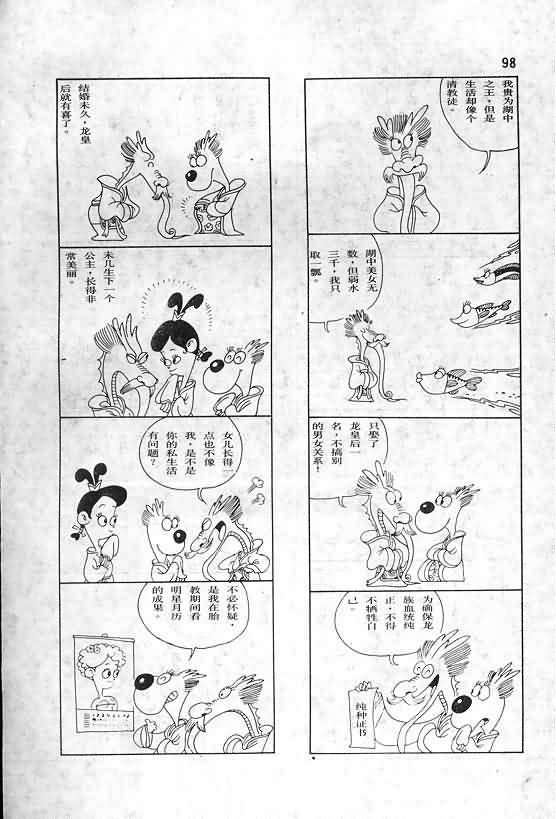 98
我贵为湖中
之王，但是
生活却像个
清教徒。
湖中美女无
数，但弱水
三千，我只
取一瓢。
只娶了
龙皇后一
名，不搞别
的男女关系！
为确保龙
族血统纯
正，不得
不牺牲自
己。
纯种证书
结婚未久，龙皇
后就有喜了。
未几生下一个
公主，长得非
常美丽。
女儿长得一
点也不像
我，是不是
你的私生活
有问题？
不必怀疑，
是我在胎
教期间看
明星月历
的成果。